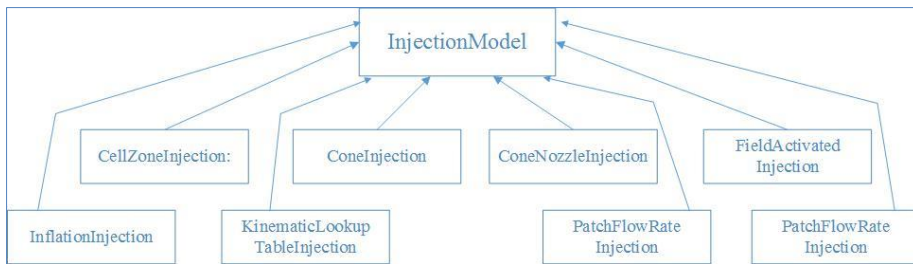 InjectionModel
CellZoneInjection:
ConeInjection
ConeNozzleInjection
FieldActivated
Injection
InflationInjection
KinematicLookup
TableInjection
PatchFlowRate
Injection
PatchFlowRate
Injection